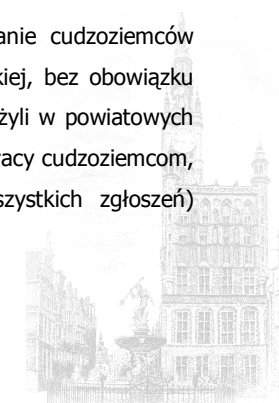 anie cudzoziemców
kiej, bez obowiązku
żyli w powiatowych
racy cudzoziemcom,
szystkich zgłoszeń)